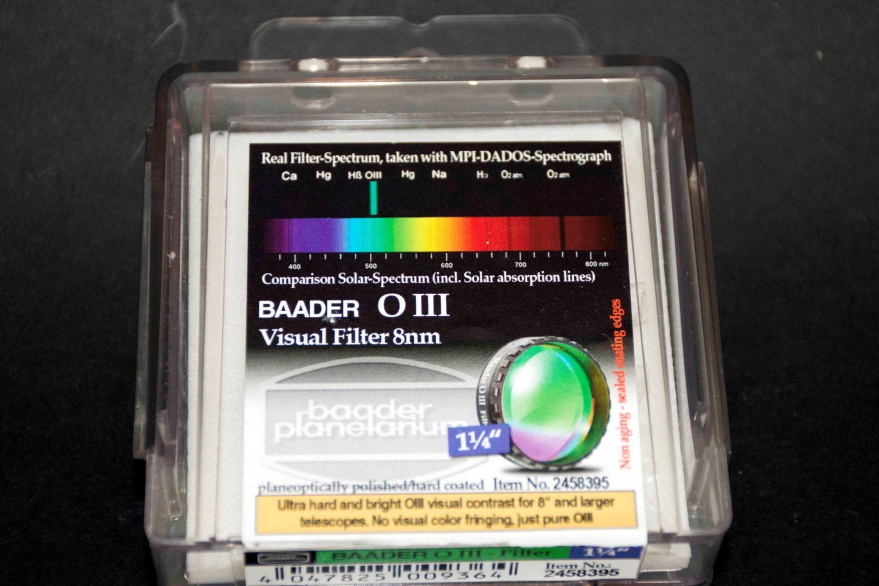 Real Filter-Spectrum, taken with MPI-DADOS-Spectrograph
Ca Hg Hß OIII Hg Na Hα O2 atm. O2 atm.
400 500 600 700 800 nm
Comparison Solar-Spectrum (incl. Solar absorption lines)
BAADER O III
Visual Filter 8nm
Non aging - sealed coating edges
baader
planetarium
1¼"
planeoptically polished/hard coated Item No. 2458395
Ultra hard and bright OIII visual contrast for 8" and larger
telescopes. No visual color fringing, just pure OIII
BAADER O III - Filter 1¼"
4 047825 009364
Item No.:
2458395